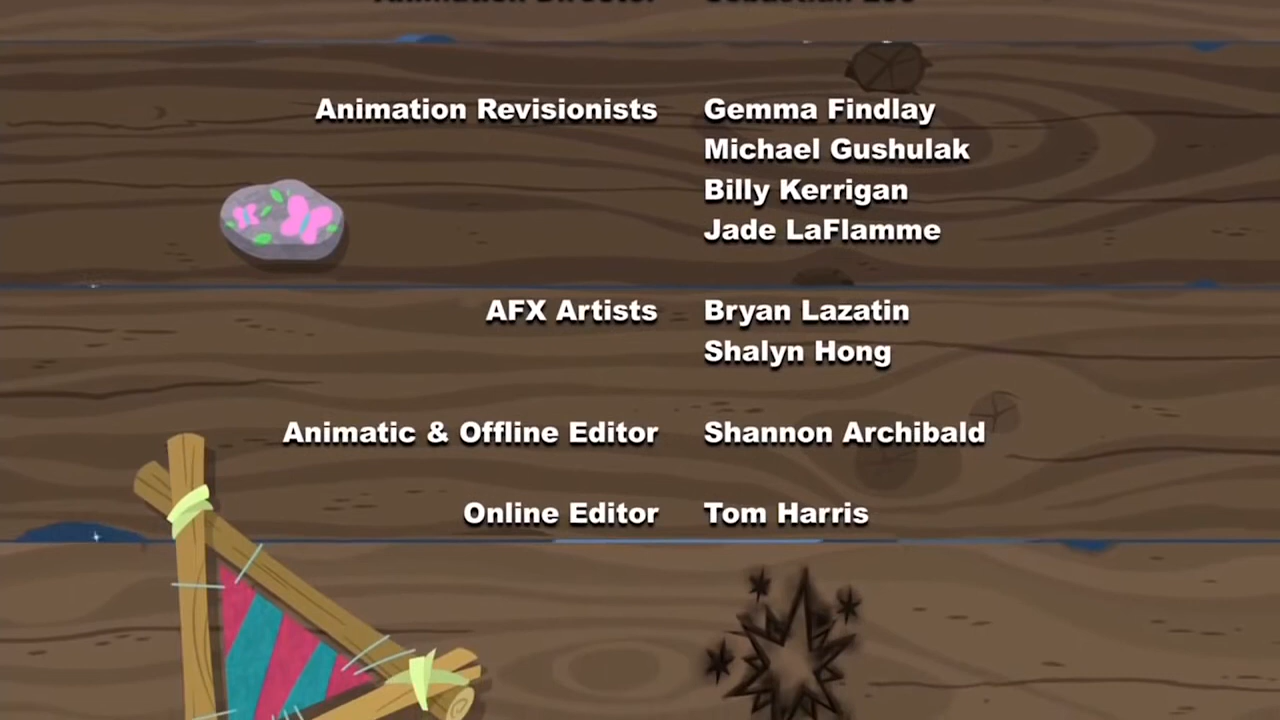 Animation Revisionists Gemma Findlay
Michael Gushulak
Billy Kerrigan
Jade LaFlamme
AFX Artists Bryan Lazatin
Shalyn Hong
Animatic & Offline Editor Shannon Archibald
Online Editor Tom Harris